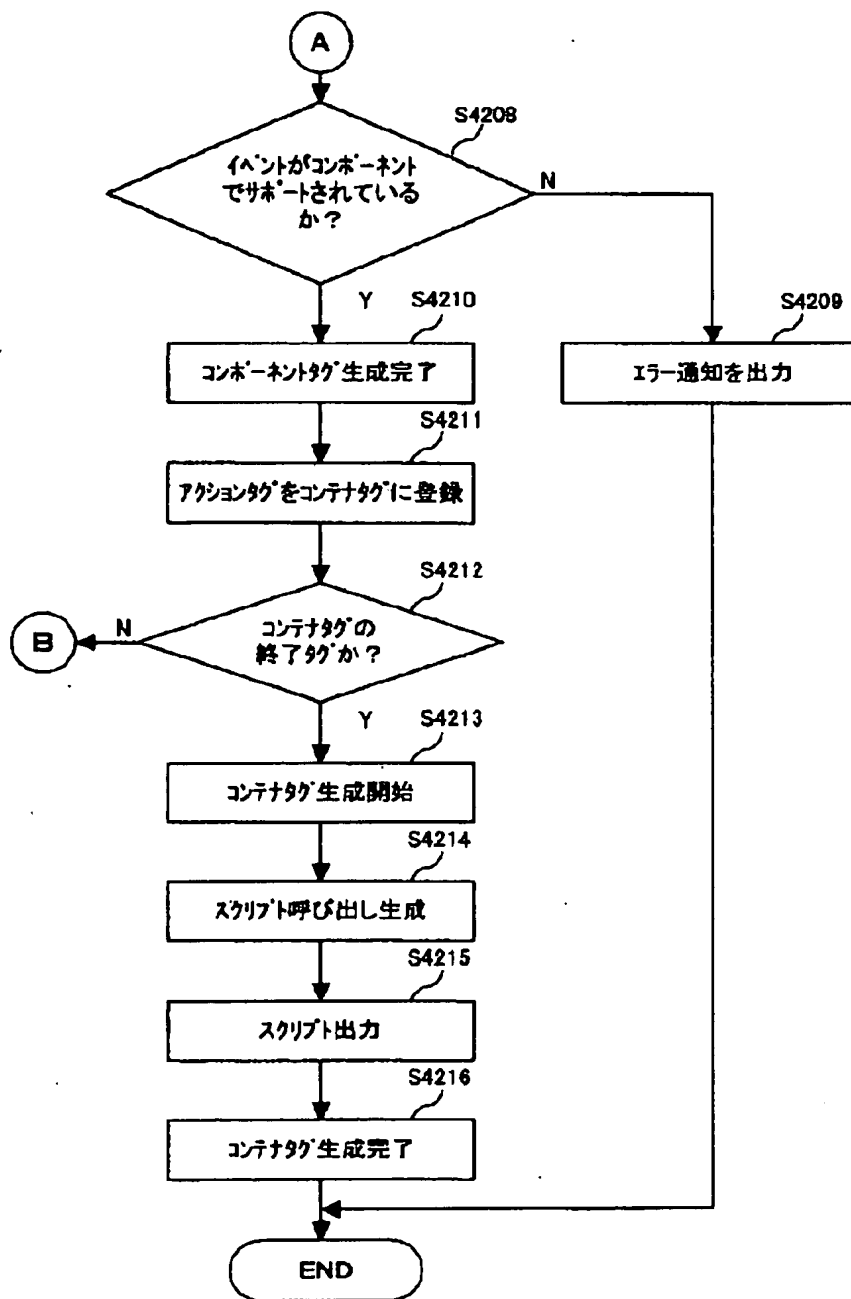 A
S4208
イベントがコンポーネント
でサポートされている
か？
N
Y
S4210
S4209
コンポーネントタグ生成完了
エラー通知を出力
S4211
アクションタグをコンテナタグに登録
S4212
B
N
コンテナタグの
終了タグか？
Y
S4213
コンテナタグ生成開始
S4214
スクリプト呼び出し生成
S4215
スクリプト出力
S4216
コンテナタグ生成完了
END